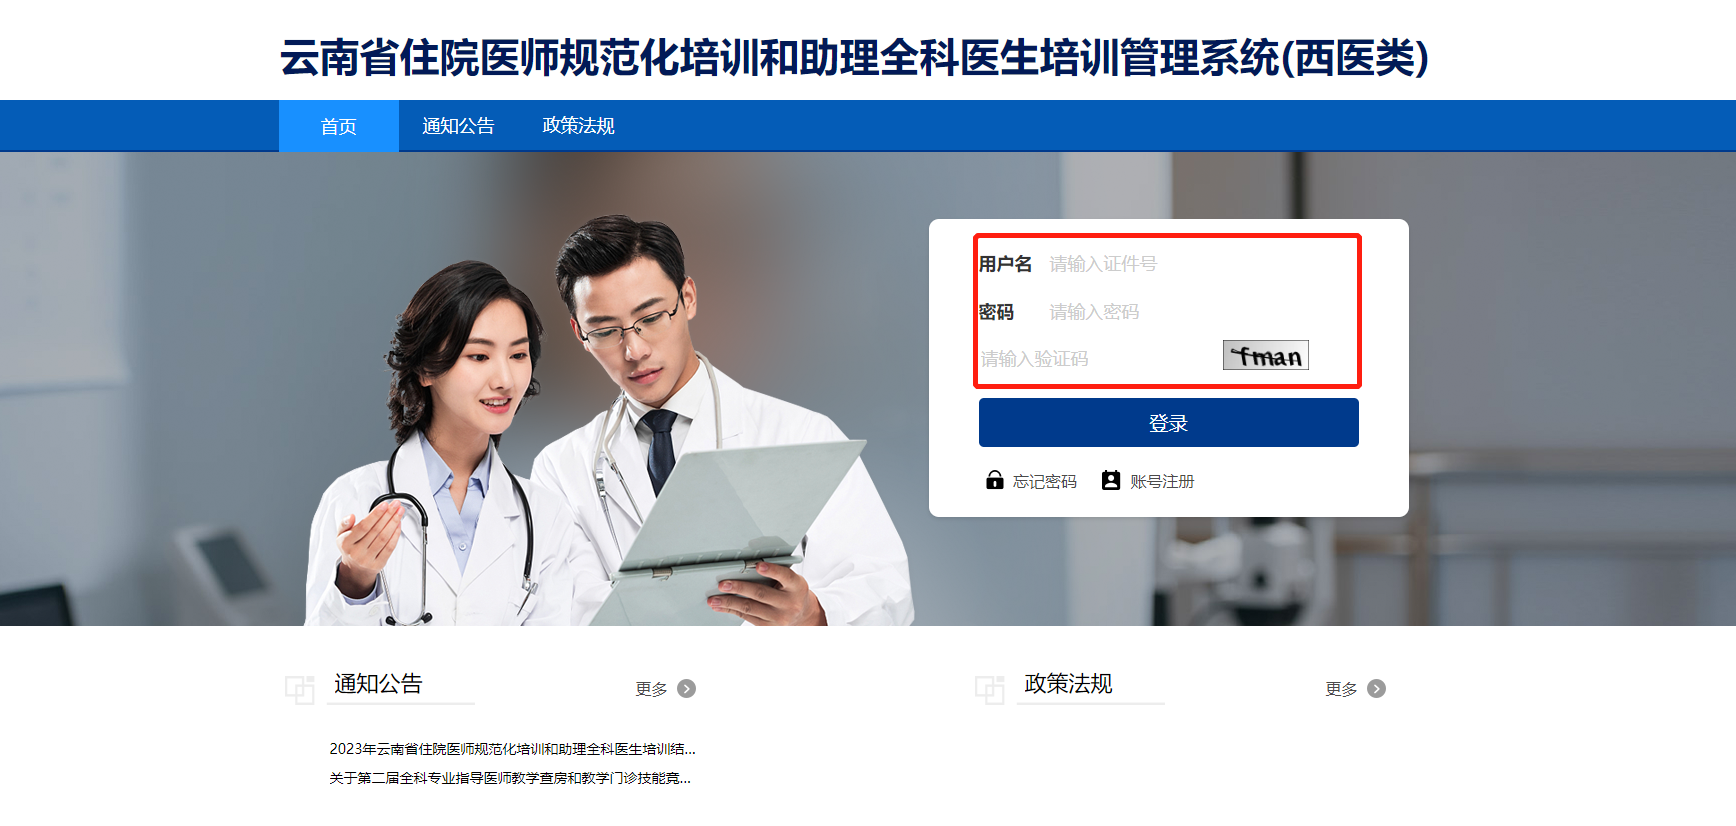 云南省住院医师规范化培训和助理全科医生培训管理系统(西医类)
首页 通知公告 政策法规
用户名 请输入证件号
密码 请输入密码
请输入验证码 fman
登录
忘记密码 账号注册
通知公告 更多
2023年云南省住院医师规范化培训和助理全科医生培训结...
关于第二届全科专业指导医师教学查房和教学门诊技能竞...
政策法规 更多